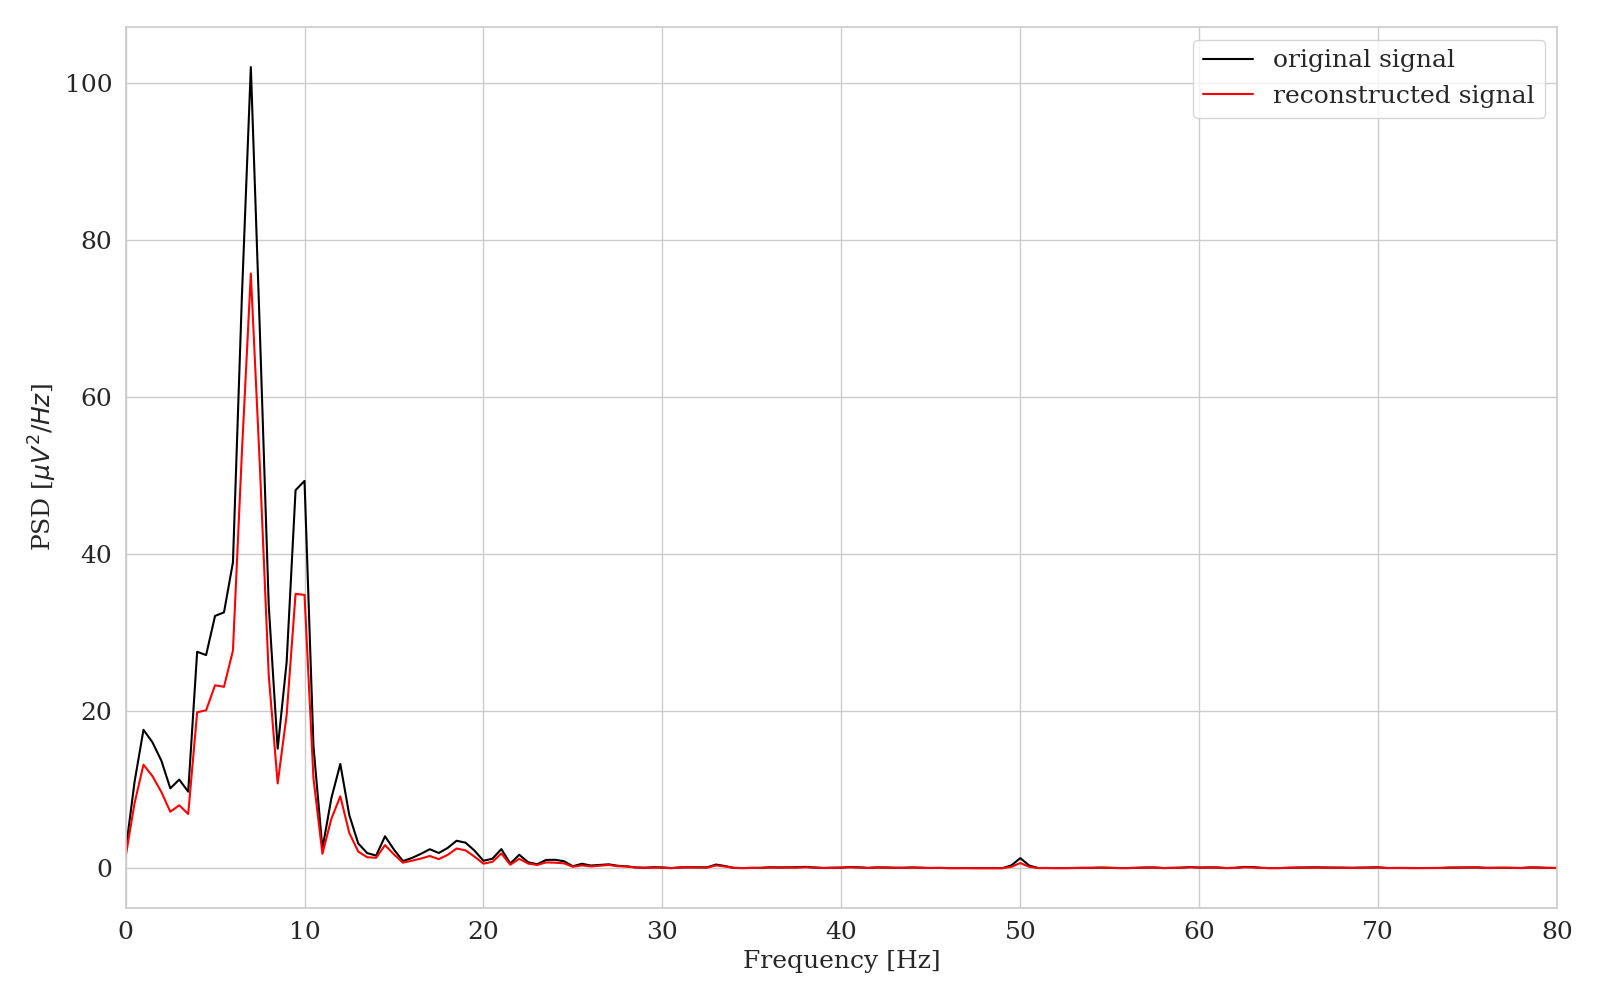 original signal
reconstructed signal
100
80
60
40
20
0
PSD [μV²/Hz]
0 10 20 30 40 50 60 70 80
Frequency [Hz]